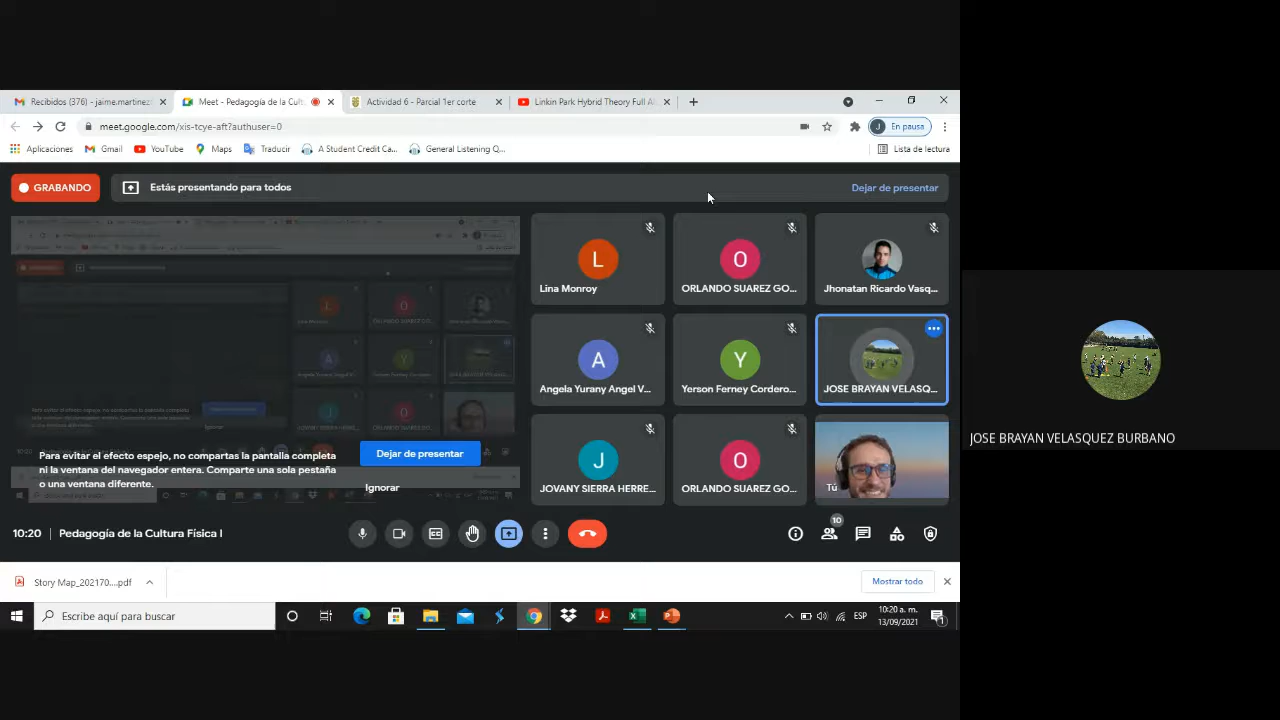 Recibidos (376) - jaime.martinez
Meet - Pedagogía de la Cult
Actividad 6 - Parcial 1er corte
Linkin Park Hybrid Theory Full Al
meet.google.com/xis-tcye-aft?authuser=0
J
En pausa
Aplicaciones
Gmail
YouTube
Maps
Traducir
A Student Credit Ca...
General Listening Q...
Lista de lectura
GRABANDO
Estás presentando para todos
Dejar de presentar
L
Lina Monroy
O
ORLANDO SUAREZ GO...
Jhonatan Ricardo Vasq...
A
Angela Yurany Angel V...
Y
Yerson Ferney Cordero...
JOSE BRAYAN VELASQ...
J
JOVANY SIERRA HERRE...
O
ORLANDO SUAREZ GO...
Tú
Para evitar el efecto espejo, no compartas la pantalla completa
ni la ventana del navegador entera. Comparte una sola pestaña
o una ventana diferente.
Dejar de presentar
Ignorar
JOSE BRAYAN VELASQUEZ BURBANO
10:20 | Pedagogía de la Cultura Física I
10
Story Map_202170....pdf
Mostrar todo
Escribe aquí para buscar
ESP
10:20 a. m.
13/09/2021
1